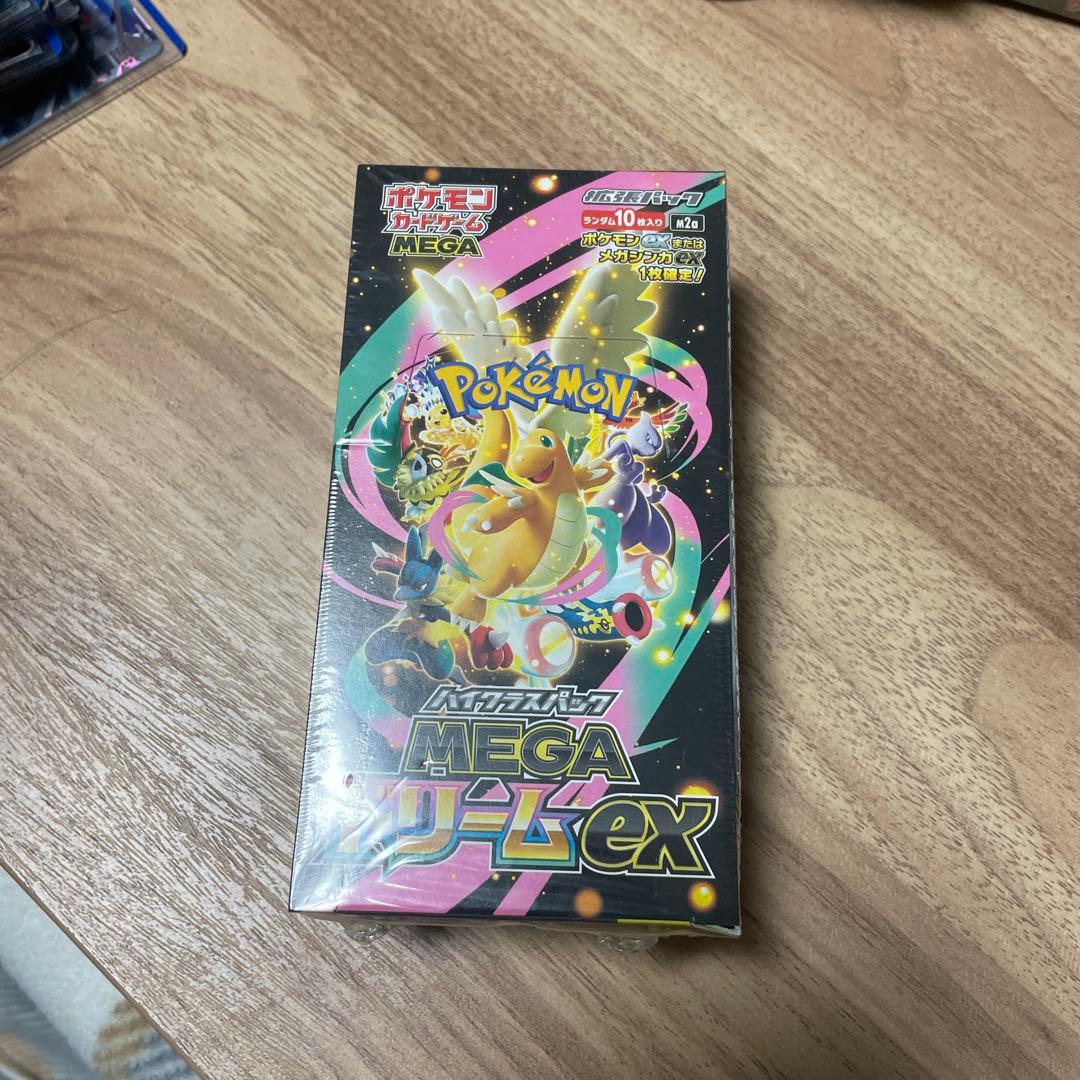 ポケモン
カードゲーム
MEGA
拡張パック
ランダム10枚入り
M2a
ポケモンexまたは
メガシンカex
1枚確定!
POKÉMON
TM
ハイクラスパック
MEGA
ドリームex